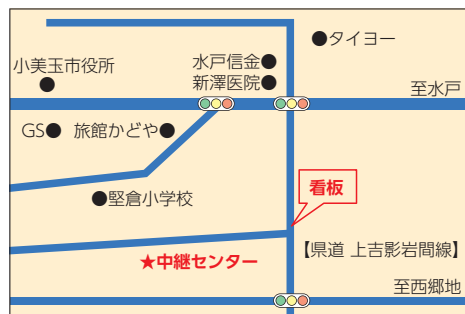 ●タイヨー
小美玉市役所
水戸信金●
新澤医院●
至水戸
GS● 旅館かどや●
●堅倉小学校
看板
【県道 上吉影岩間線】
★中継センター
至西郷地